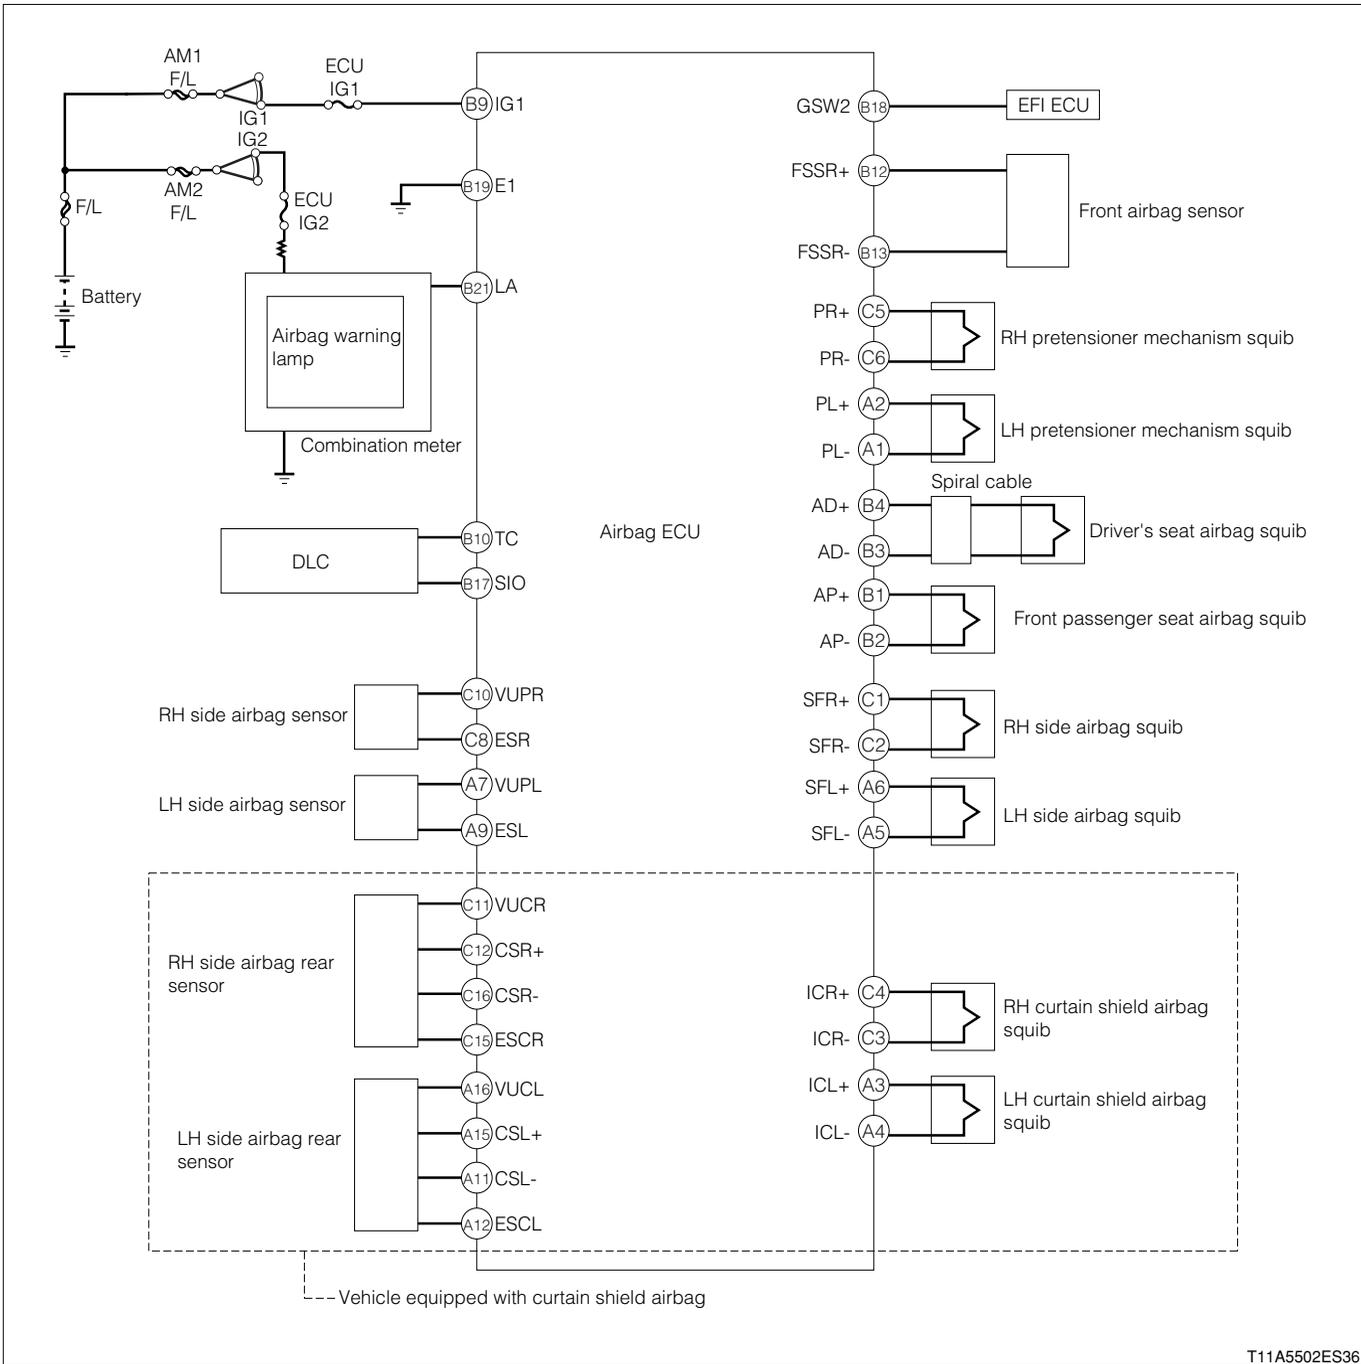 AM1
F/L
ECU
IG1
IG1
IG2
AM2
F/L
F/L
ECU
IG2
Battery
Airbag warning
lamp
Combination meter
B9 IG1
B19 E1
B21 LA
DLC
B10 TC
B17 SIO
Airbag ECU
RH side airbag sensor
C10 VUPR
C8 ESR
LH side airbag sensor
A7 VUPL
A9 ESL
RH side airbag rear
sensor
C11 VUCR
C12 CSR+
C16 CSR-
C15 ESCR
LH side airbag rear
sensor
A16 VUCL
A15 CSL+
A11 CSL-
A12 ESCL
GSW2 B18 EFI ECU
FSSR+ B12
FSSR- B13
Front airbag sensor
PR+ C5
PR- C6
RH pretensioner mechanism squib
PL+ A2
PL- A1
LH pretensioner mechanism squib
Spiral cable
AD+ B4
AD- B3
Driver's seat airbag squib
AP+ B1
AP- B2
Front passenger seat airbag squib
SFR+ C1
SFR- C2
RH side airbag squib
SFL+ A6
SFL- A5
LH side airbag squib
ICR+ C4
ICR- C3
RH curtain shield airbag
squib
ICL+ A3
ICL- A4
LH curtain shield airbag
squib
Vehicle equipped with curtain shield airbag
T11A5502ES36